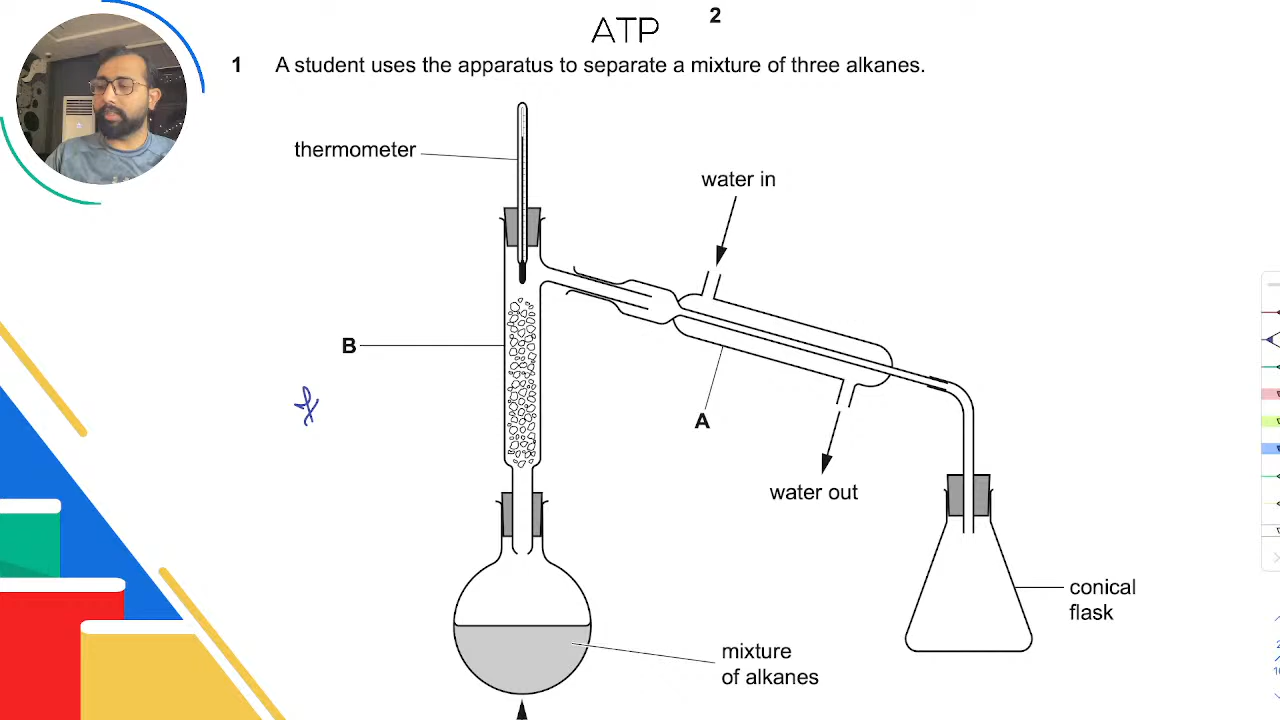 ATP
2
1 A student uses the apparatus to separate a mixture of three alkanes.
thermometer
water in
B
A
water out
conical
flask
mixture
of alkanes